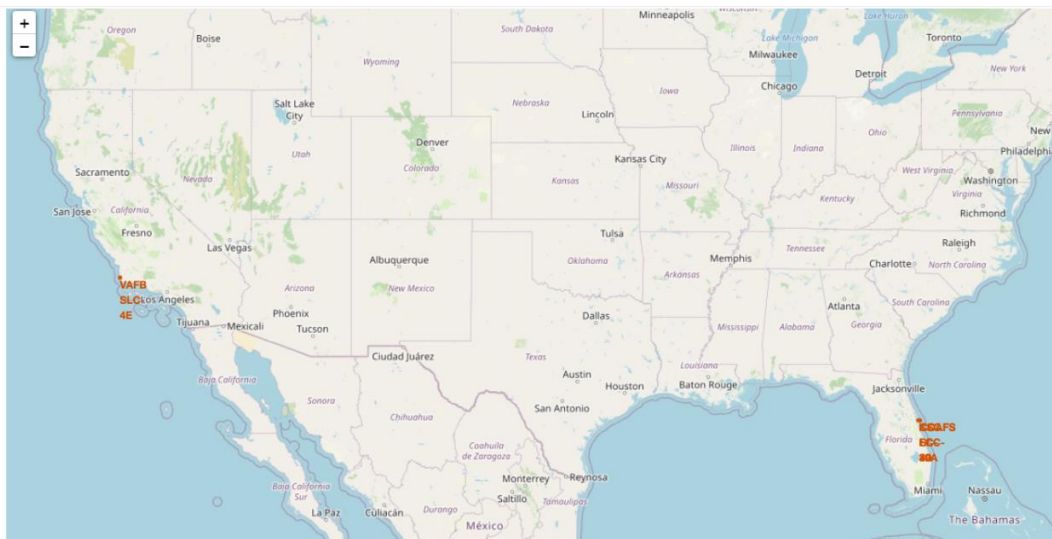 +
−
Oregon
Boise
Wyoming
South Dakota
Minneapolis
Wisconsin
Lake Michigan
Lake Huron
Milwaukee
Toronto
Detroit
Chicago
New York
Salt Lake
City
Nebraska
Iowa
Lincoln
Pennsylvania
New
Philadelphia
Ohio
Illinois
Indiana
Denver
Utah
Colorado
Nevada
Sacramento
San Jose
California
Fresno
Kansas City
Kansas
Missouri
West Virginia
Washington
Virginia
Richmond
Kentucky
Las Vegas
Tulsa
Raleigh
Tennessee
Memphis
Charlotte
North Carolina
Albuquerque
Oklahoma
Arkansas
VAFB
SLC-
4E
Los Angeles
Arizona
New Mexico
South Carolina
Phoenix
Tijuana
Mexicali
Tucson
Atlanta
Georgia
Mississippi
Alabama
Dallas
Ciudad Juárez
Texas
Louisiana
Austin
Houston
Baton Rouge
Jacksonville
Baja California
Sonora
Chihuahua
San Antonio
Florida
Coahuila
de Zaragoza
Monterrey
Reynosa
Saltillo
Tamaulipas
Miami
Nassau
The Bahamas
Baja California
Sur
La Paz
Culiacán
Durango
México